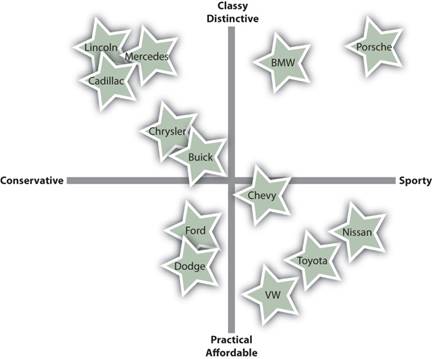 Classy
Distinctive
Lincoln
Mercedes
Cadillac
BMW
Porsche
Chrysler
Buick
Conservative
Sporty
Chevy
Ford
Nissan
Dodge
Toyota
VW
Practical
Affordable